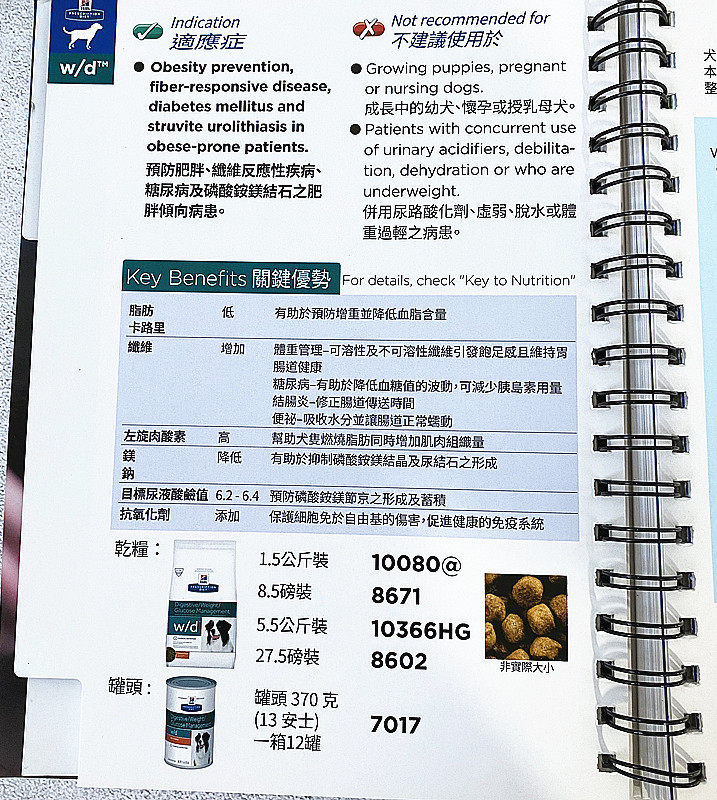 Hill's
PRESCRIPTION
DIET
w/d™
Indication
適應症
Obesity prevention,
fiber-responsive disease,
diabetes mellitus and
struvite urolithiasis in
obese-prone patients.
預防肥胖、纖維反應性疾病、
糖尿病及磷酸銨鎂結石之肥
胖傾向病患。
Not recommended for
不建議使用於
Growing puppies, pregnant
or nursing dogs.
成長中的幼犬、懷孕或授乳母犬。
Patients with concurrent use
of urinary acidifiers, debilita-
tion, dehydration or who are
underweight.
併用尿路酸化劑、虛弱、脫水或體
重過輕之病患。
Key Benefits 關鍵優勢 For details, check "Key to Nutrition"
脂肪 低 有助於預防增重並降低血脂含量
卡路里
纖維 增加 體重管理–可溶性及不可溶性纖維引發飽足感且維持胃
腸道健康
糖尿病–有助於降低血糖值的波動,可減少胰島素用量
結腸炎–修正腸道傳送時間
便祕–吸收水分並讓腸道正常蠕動
左旋肉酸素 高 幫助犬隻燃燒脂肪同時增加肌肉組織量
鎂 降低 有助於抑制磷酸銨鎂結晶及尿結石之形成
鈉
目標尿液酸鹼值 6.2 - 6.4 預防磷酸銨鎂節京之形成及蓄積
抗氧化劑 添加 保護細胞免於自由基的傷害,促進健康的免疫系統
乾糧：
Digestive/Weight/
Glucose Management
w/d
1.5公斤裝 10080@
8.5磅裝 8671
5.5公斤裝 10366HG
27.5磅裝 8602
非實際大小
罐頭：
Digestive/Weight/
Glucose Management
w/d
罐頭 370 克
(13 安士) 7017
一箱12罐
犬
本
整